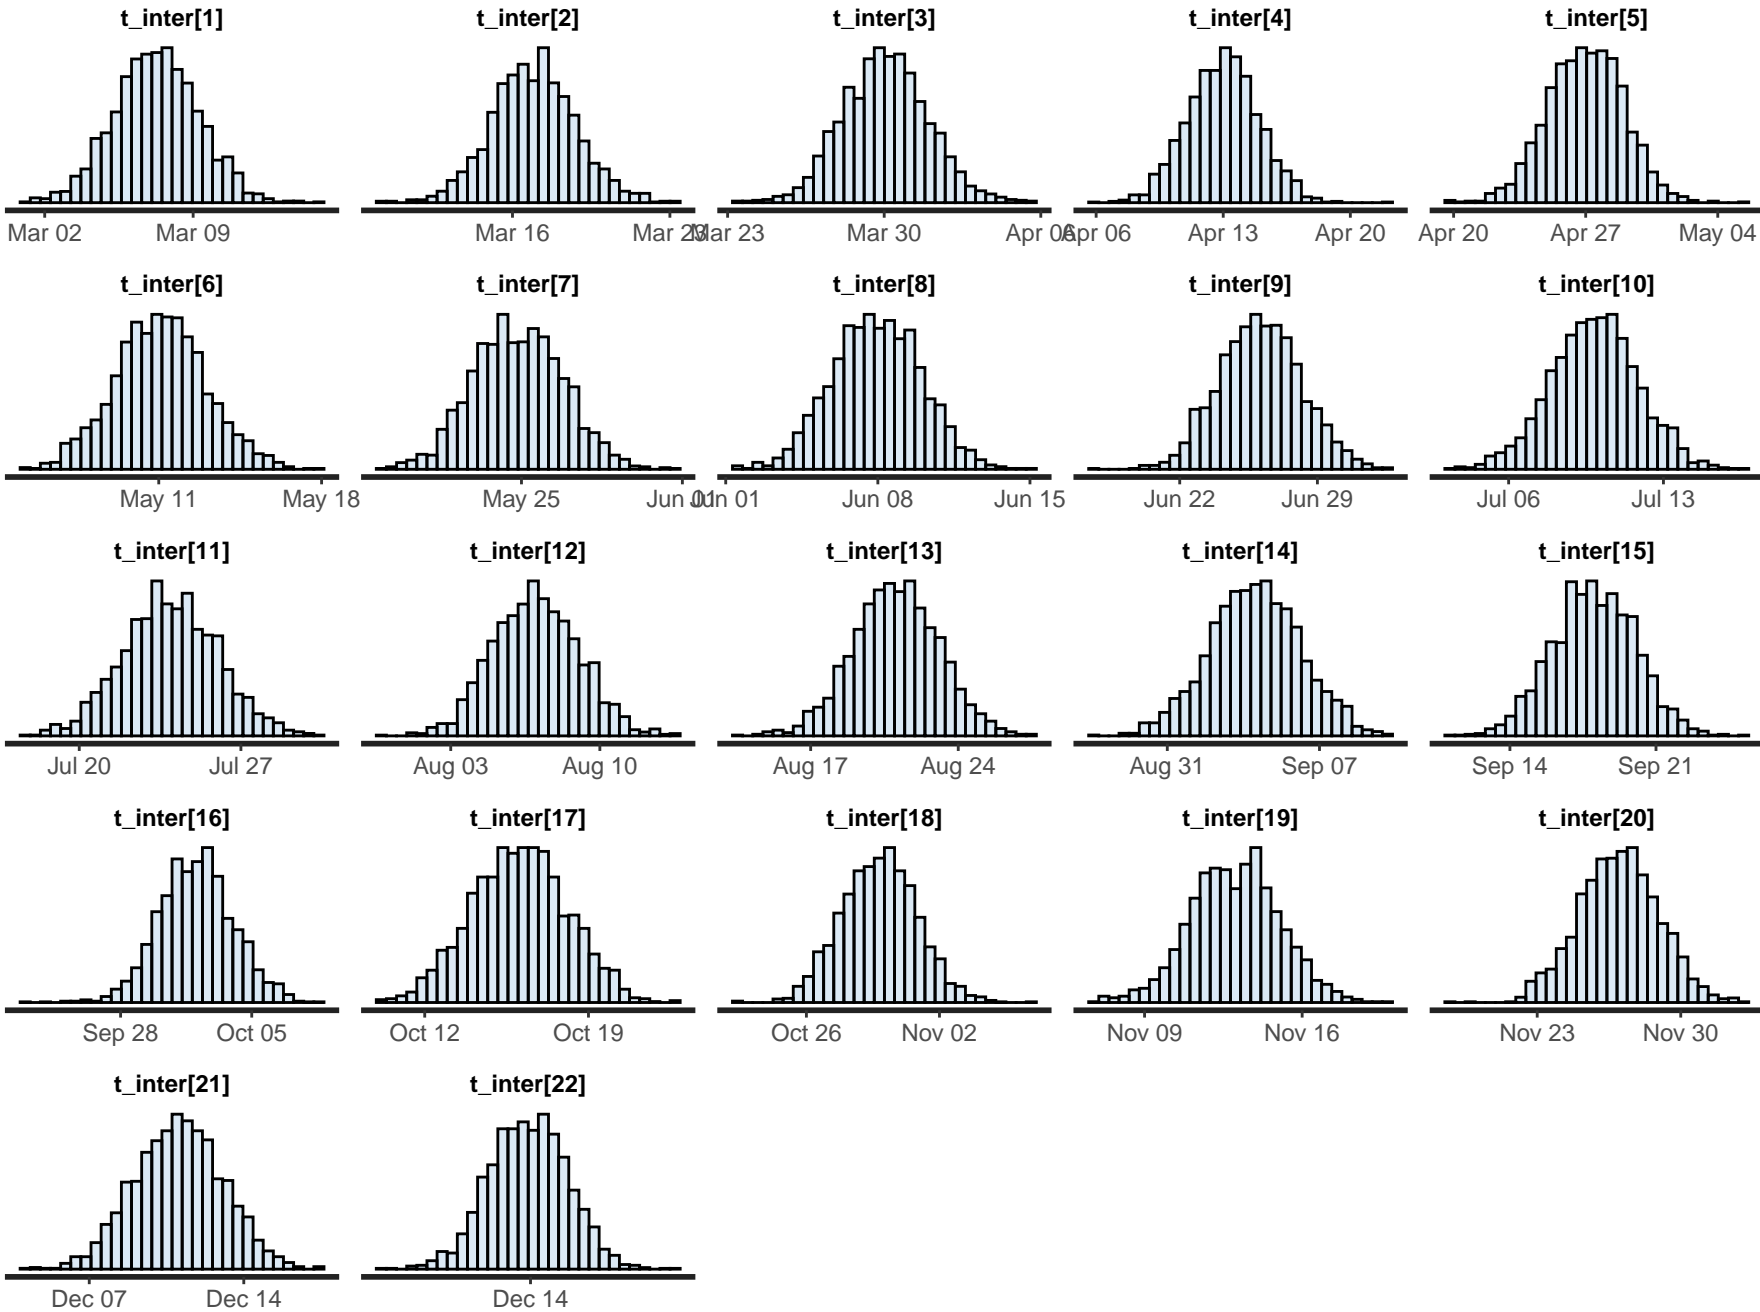 t_inter[1] t_inter[2] t_inter[3] t_inter[4] t_inter[5]
Mar 02 Mar 09 Mar 16 Mar 23 Mar 23 Mar 30 Apr 06 Apr 06 Apr 13 Apr 20 Apr 20 Apr 27 May 04
t_inter[6] t_inter[7] t_inter[8] t_inter[9] t_inter[10]
May 11 May 18 May 25 Jun 01 Jun 01 Jun 08 Jun 15 Jun 22 Jun 29 Jul 06 Jul 13
t_inter[11] t_inter[12] t_inter[13] t_inter[14] t_inter[15]
Jul 20 Jul 27 Aug 03 Aug 10 Aug 17 Aug 24 Aug 31 Sep 07 Sep 14 Sep 21
t_inter[16] t_inter[17] t_inter[18] t_inter[19] t_inter[20]
Sep 28 Oct 05 Oct 12 Oct 19 Oct 26 Nov 02 Nov 09 Nov 16 Nov 23 Nov 30
t_inter[21] t_inter[22]
Dec 07 Dec 14 Dec 14